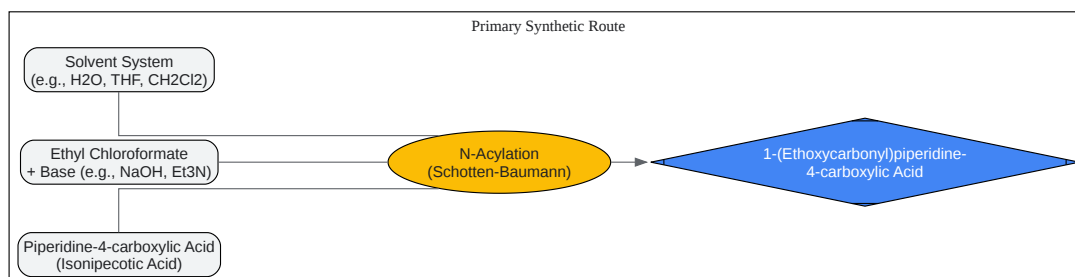 Primary Synthetic Route
Solvent System
(e.g., H2O, THF, CH2Cl2)
Ethyl Chloroformate
+ Base (e.g., NaOH, Et3N)
Piperidine-4-carboxylic Acid
(Isonipecotic Acid)
N-Acylation
(Schotten-Baumann)
1-(Ethoxycarbonyl)piperidine-
4-carboxylic Acid